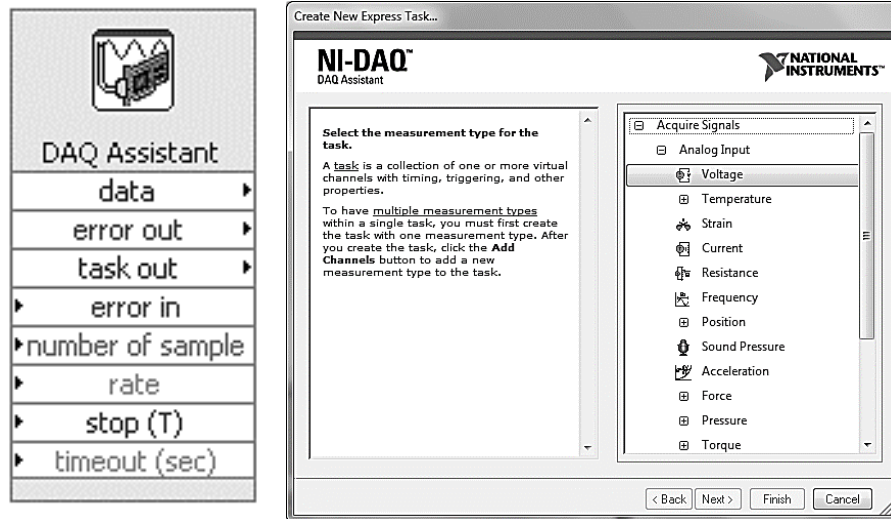 DAQ Assistant
data
error out
task out
error in
number of sample
rate
stop (T)
timeout (sec)
Create New Express Task...
NI-DAQ™
DAQ Assistant
NATIONAL
INSTRUMENTS™
Select the measurement type for the
task.
A task is a collection of one or more virtual
channels with timing, triggering, and other
properties.
To have multiple measurement types
within a single task, you must first create
the task with one measurement type. After
you create the task, click the Add
Channels button to add a new
measurement type to the task.
Acquire Signals
Analog Input
Voltage
Temperature
Strain
Current
Resistance
Frequency
Position
Sound Pressure
Acceleration
Force
Pressure
Torque
< Back Next > Finish Cancel